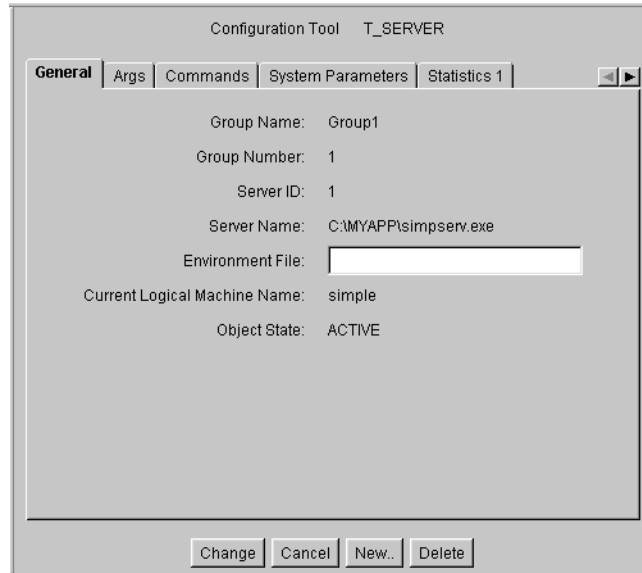 Configuration Tool T_SERVER
General Args Commands System Parameters Statistics 1
Group Name: Group1
Group Number: 1
Server ID: 1
Server Name: C:\MYAPP\simpserv.exe
Environment File:
Current Logical Machine Name: simple
Object State: ACTIVE
Change Cancel New.. Delete